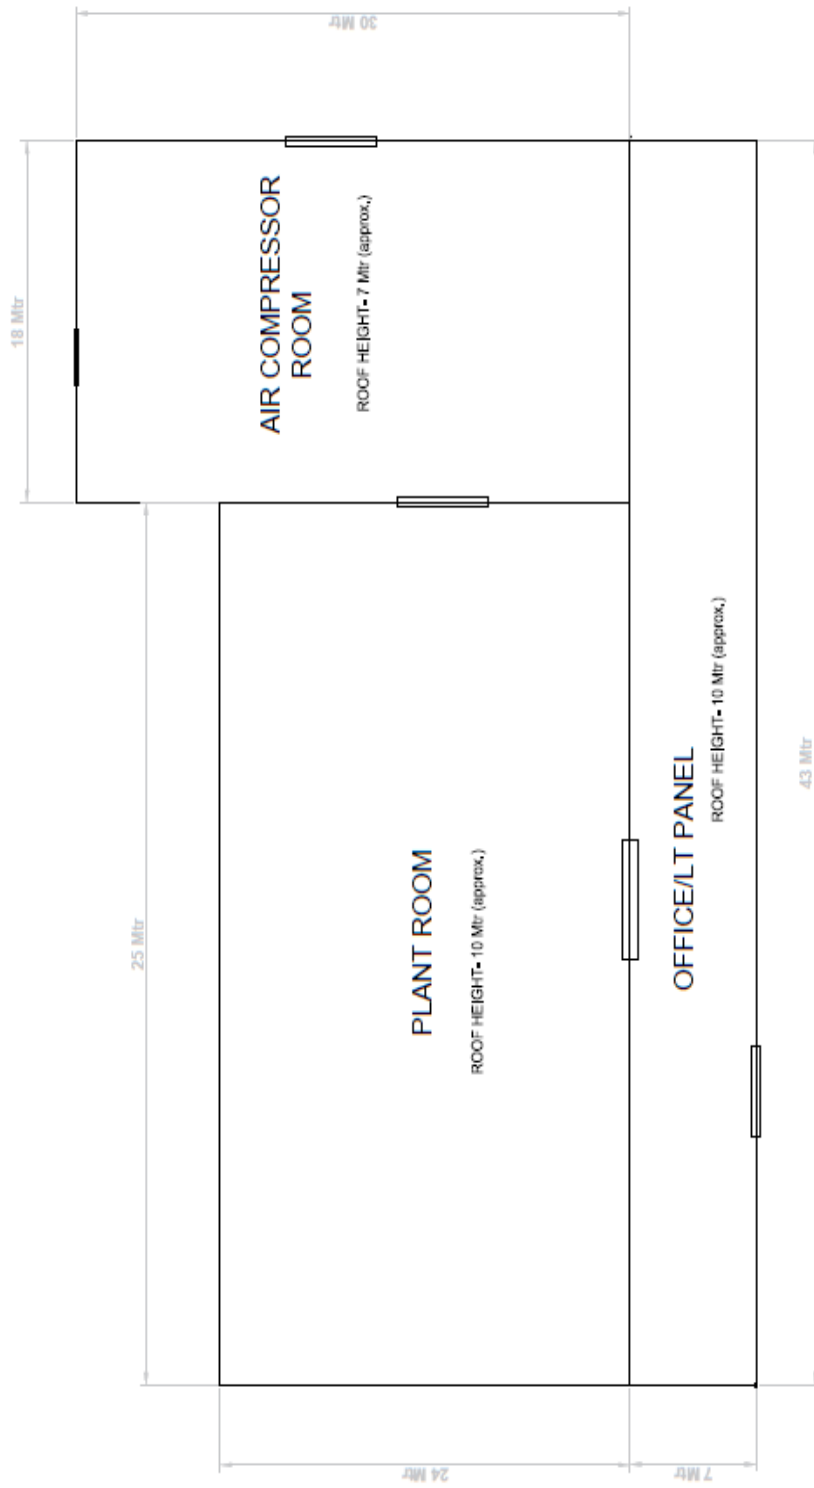 30 Mtr
18 Mtr
AIR COMPRESSOR
ROOM
ROOF HEIGHT- 7 Mtr (approx.)
25 Mtr
PLANT ROOM
ROOF HEIGHT- 10 Mtr (approx.)
OFFICE/LT PANEL
ROOF HEIGHT- 10 Mtr (approx.)
43 Mtr
24 Mtr
7 Mtr